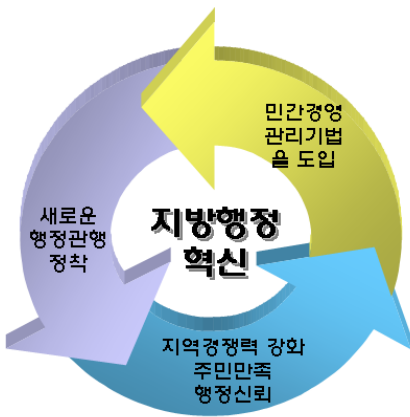 민간경영
관리기법
을 도입
새로운
행정관행
정착
지방행정
혁신
지역경쟁력 강화
주민만족
행정신뢰